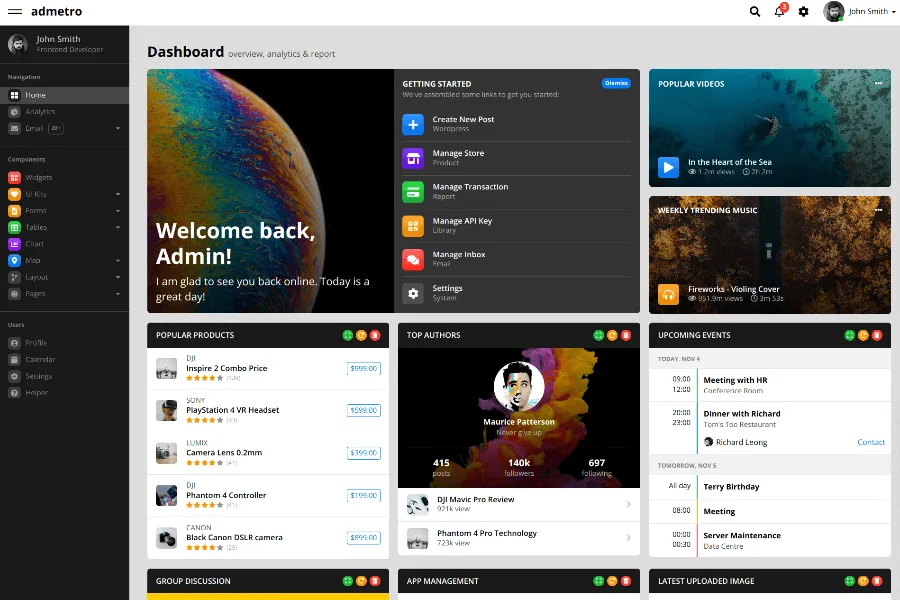 admetro
3
John Smith
John Smith
Frontend Developer
Navigation
Home
Analytics
Email
Components
Widgets
UI Kits
Forms
Tables
Chart
Map
Layout
Pages
Users
Profile
Calendar
Settings
Helper
Dashboard overview, analytics & report
Welcome back,
Admin!
I am glad to see you back online. Today is a
great day!
GETTING STARTED
Dismiss
We've assembled some links to get you started:
Create New Post
Wordpress
Manage Store
Product
Manage Transaction
Report
Manage API Key
Library
Manage Inbox
Email
Settings
System
POPULAR VIDEOS
In the Heart of the Sea
1.2m views 2h 2m
WEEKLY TRENDING MUSIC
Fireworks - Violing Cover
951.9m views 3m 53s
POPULAR PRODUCTS
DJI
Inspire 2 Combo Price
$999.00
(128)
SONY
PlayStation 4 VR Headset
$599.00
LUMIX
Camera Lens 0.2mm
$399.00
(41)
DJI
Phantom 4 Controller
$199.00
(41)
CANON
Black Canon DSLR camera
$899.00
(25)
TOP AUTHORS
Maurice Patterson
Never give up
415 140k 697
posts followers following
DJI Mavic Pro Review
921k view
Phantom 4 Pro Technology
723k view
UPCOMING EVENTS
TODAY, NOV 4
09:00 Meeting with HR
12:00 Conference Room
20:00 Dinner with Richard
23:00 Tom's Too Restaurant
Richard Leong Contact
TOMORROW, NOV 5
All day Terry Birthday
08:00 Meeting
00:00 Server Maintenance
00:30 Data Centre
GROUP DISCUSSION
APP MANAGEMENT
LATEST UPLOADED IMAGE